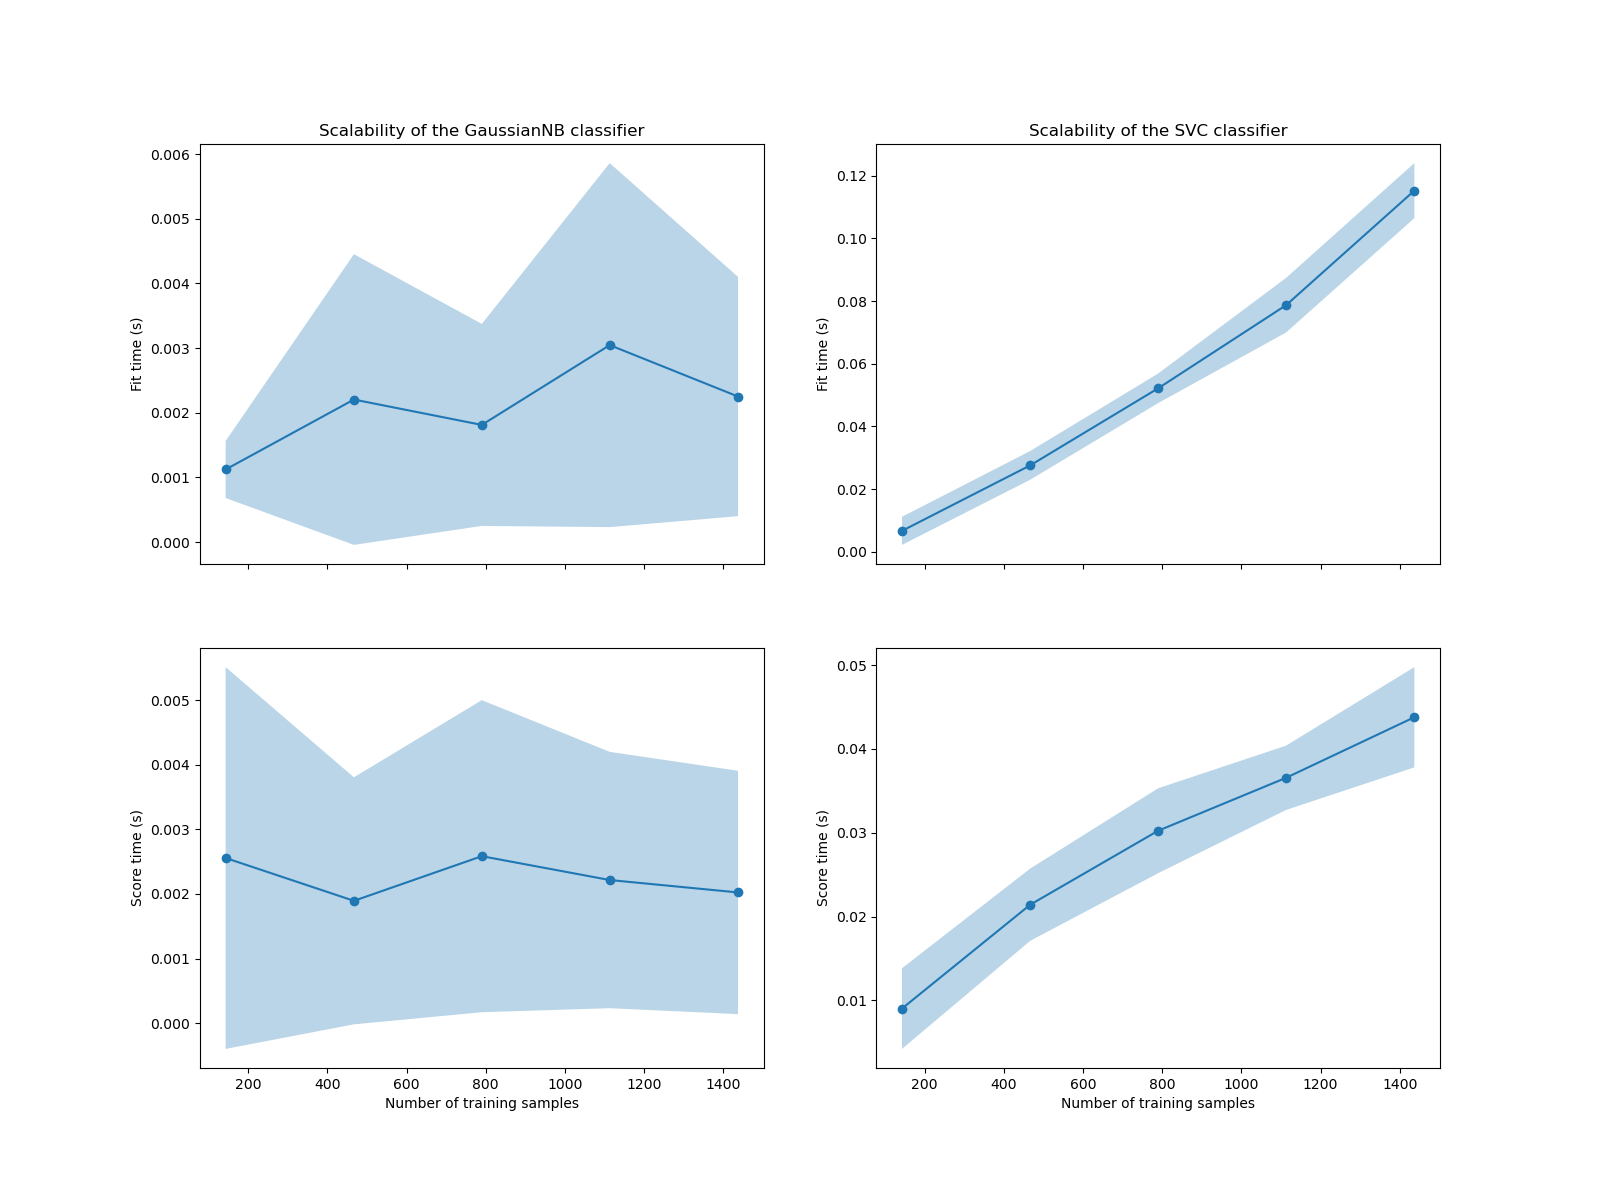 Scalability of the GaussianNB classifier
0.006
0.005
0.004
0.003
0.002
0.001
0.000
Fit time (s)
Scalability of the SVC classifier
0.12
0.10
0.08
0.06
0.04
0.02
0.00
Fit time (s)
0.005
0.004
0.003
0.002
0.001
0.000
Score time (s)
200 400 600 800 1000 1200 1400
Number of training samples
0.05
0.04
0.03
0.02
0.01
Score time (s)
200 400 600 800 1000 1200 1400
Number of training samples